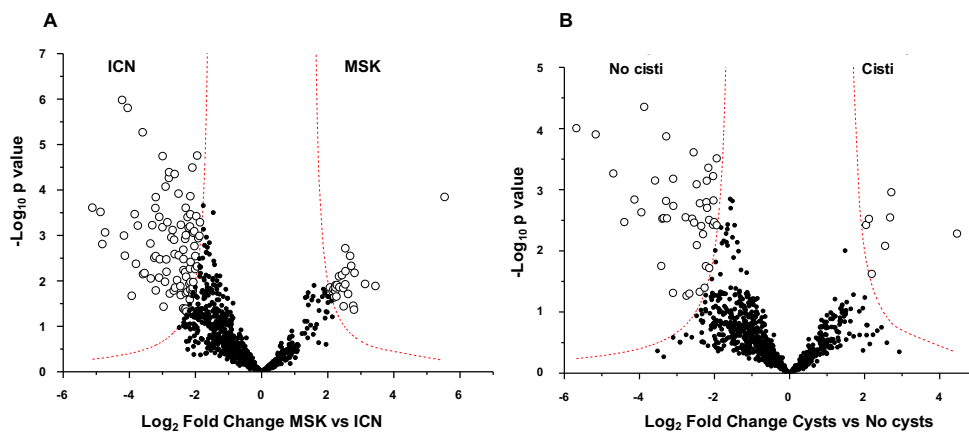 A
7
6
5
4
3
2
1
0
-Log10 p value
ICN
MSK
-6 -4 -2 0 2 4 6
Log2 Fold Change MSK vs ICN
B
5
4
3
2
1
0
-Log10 p value
No cisti
Cisti
-6 -4 -2 0 2 4
Log2 Fold Change Cysts vs No cysts